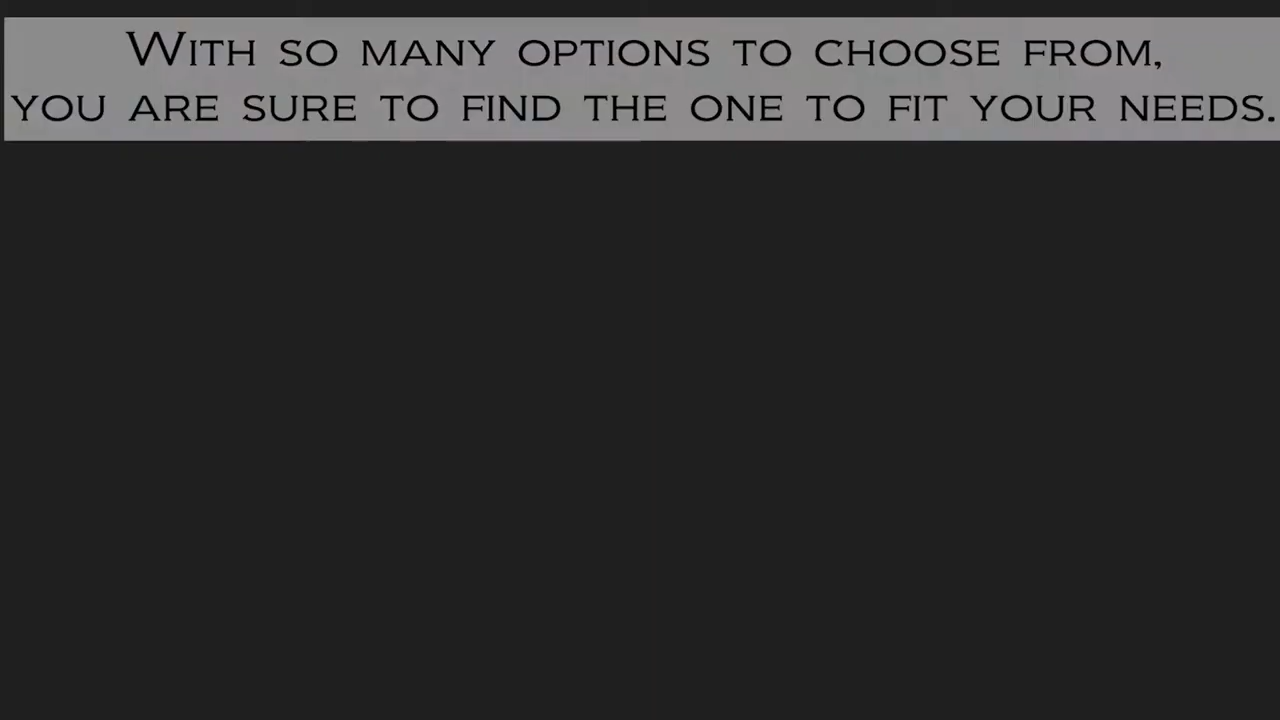 With so many options to choose from,
you are sure to find the one to fit your needs.